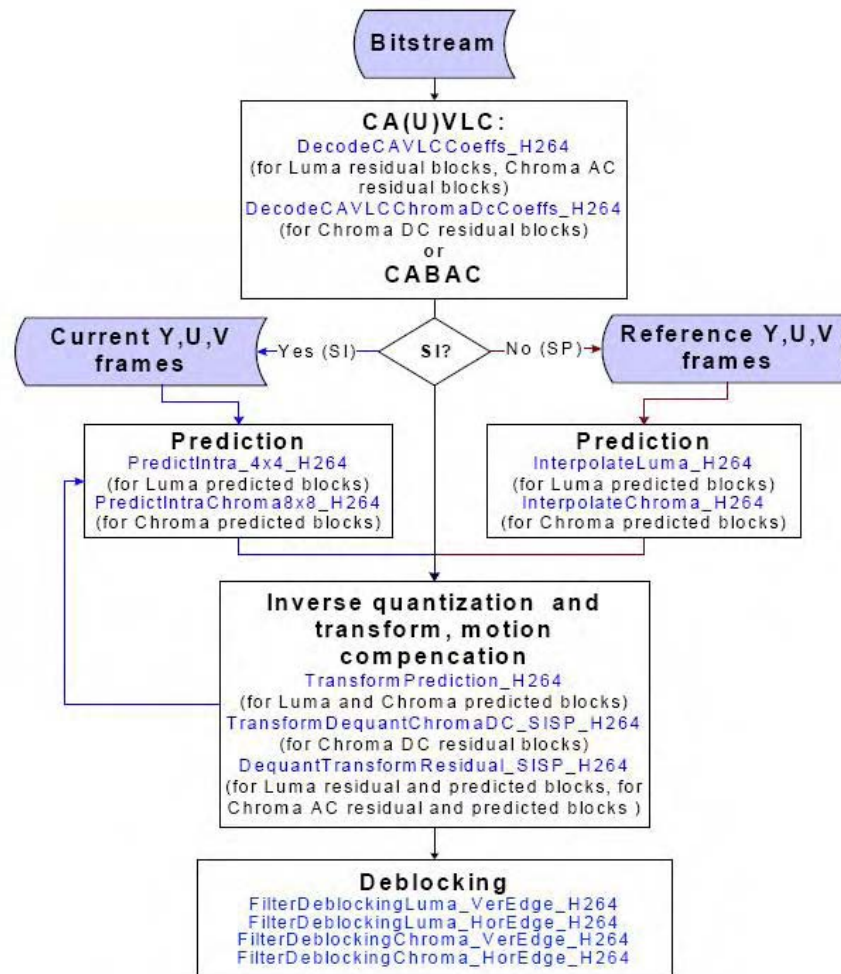 Bitstream
CA(U)VLC:
DecodeCAVLCCoeffs_H264
(for Luma residual blocks, Chroma AC
residual blocks)
DecodeCAVLCChromaDcCoeffs_H264
(for Chroma DC residual blocks)
or
CABAC
Current Y,U,V
frames
Yes (SI)
SI?
No (SP)
Reference Y,U,V
frames
Prediction
PredictIntra_4x4_H264
(for Luma predicted blocks)
PredictIntraChroma8x8_H264
(for Chroma predicted blocks)
Prediction
InterpolateLuma_H264
(for Luma predicted blocks)
InterpolateChroma_H264
(for Chroma predicted blocks)
Inverse quantization and
transform, motion
compencation
TransformPrediction_H264
(for Luma and Chroma predicted blocks)
TransformDequantChromaDC_SISP_H264
(for Chroma DC residual blocks)
DequantTransformResidual_SISP_H264
(for Luma residual and predicted blocks, for
Chroma AC residual and predicted blocks )
Deblocking
FilterDeblockingLuma_VerEdge_H264
FilterDeblockingLuma_HorEdge_H264
FilterDeblockingChroma_VerEdge_H264
FilterDeblockingChroma_HorEdge_H264